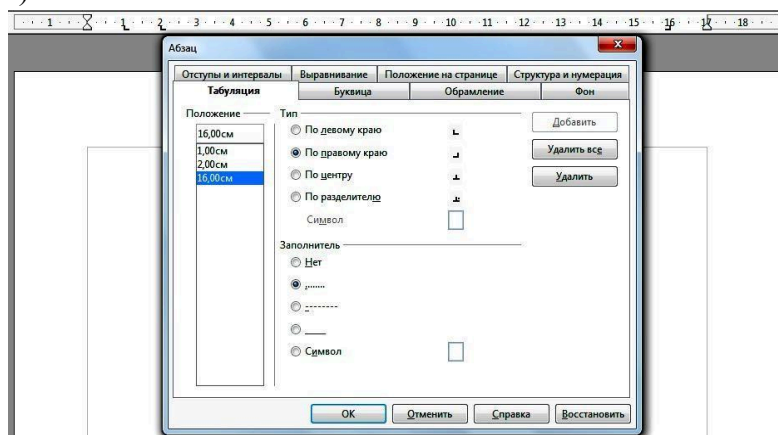 1 1 2 3 4 5 6 7 8 9 10 11 12 13 14 15 16 17 18
Абзац
Отступы и интервалы Выравнивание Положение на странице Структура и нумерация
Табуляция Буквица Обрамление Фон
Положение Тип
16,00см По левому краю Добавить
1,00см По правому краю Удалить все
2,00см
16,00см По центру Удалить
По разделителю
Символ
Заполнитель
Нет
.,......
--------
____
Символ
OK Отменить Справка Восстановить